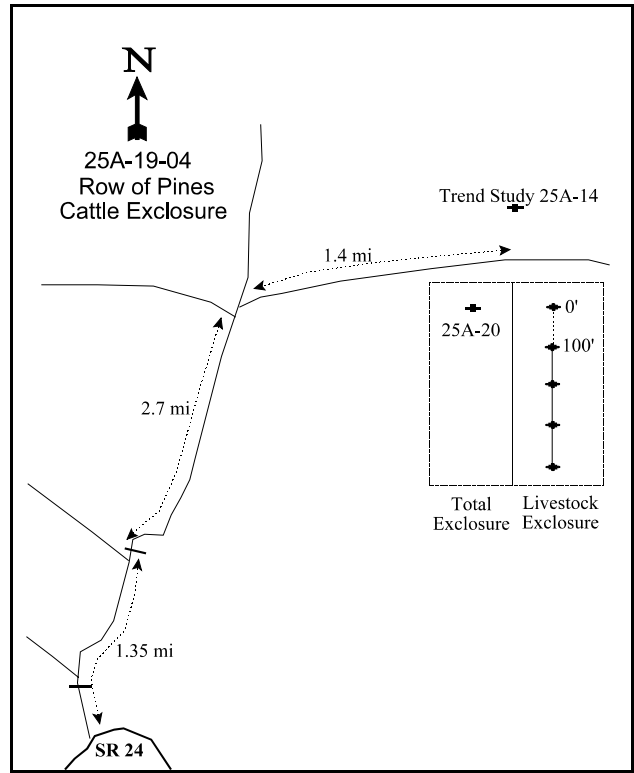 N
25A-19-04
Row of Pines
Cattle Exclosure
Trend Study 25A-14
1.4 mi
0'
25A-20
100'
2.7 mi
Total
Exclosure
Livestock
Exclosure
1.35 mi
SR 24